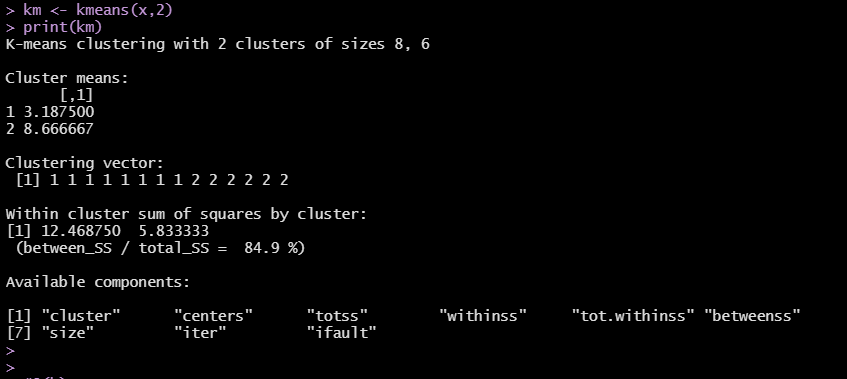 > km <- kmeans(x,2)
> print(km)
K-means clustering with 2 clusters of sizes 8, 6
Cluster means:
[,1]
1 3.187500
2 8.666667
Clustering vector:
[1] 1 1 1 1 1 1 1 1 2 2 2 2 2 2
Within cluster sum of squares by cluster:
[1] 12.468750  5.833333
(between_SS / total_SS =  84.9 %)
Available components:
[1] "cluster"      "centers"      "totss"        "withinss"     "tot.withinss" "betweenss"
[7] "size"         "iter"         "ifault"
>
>